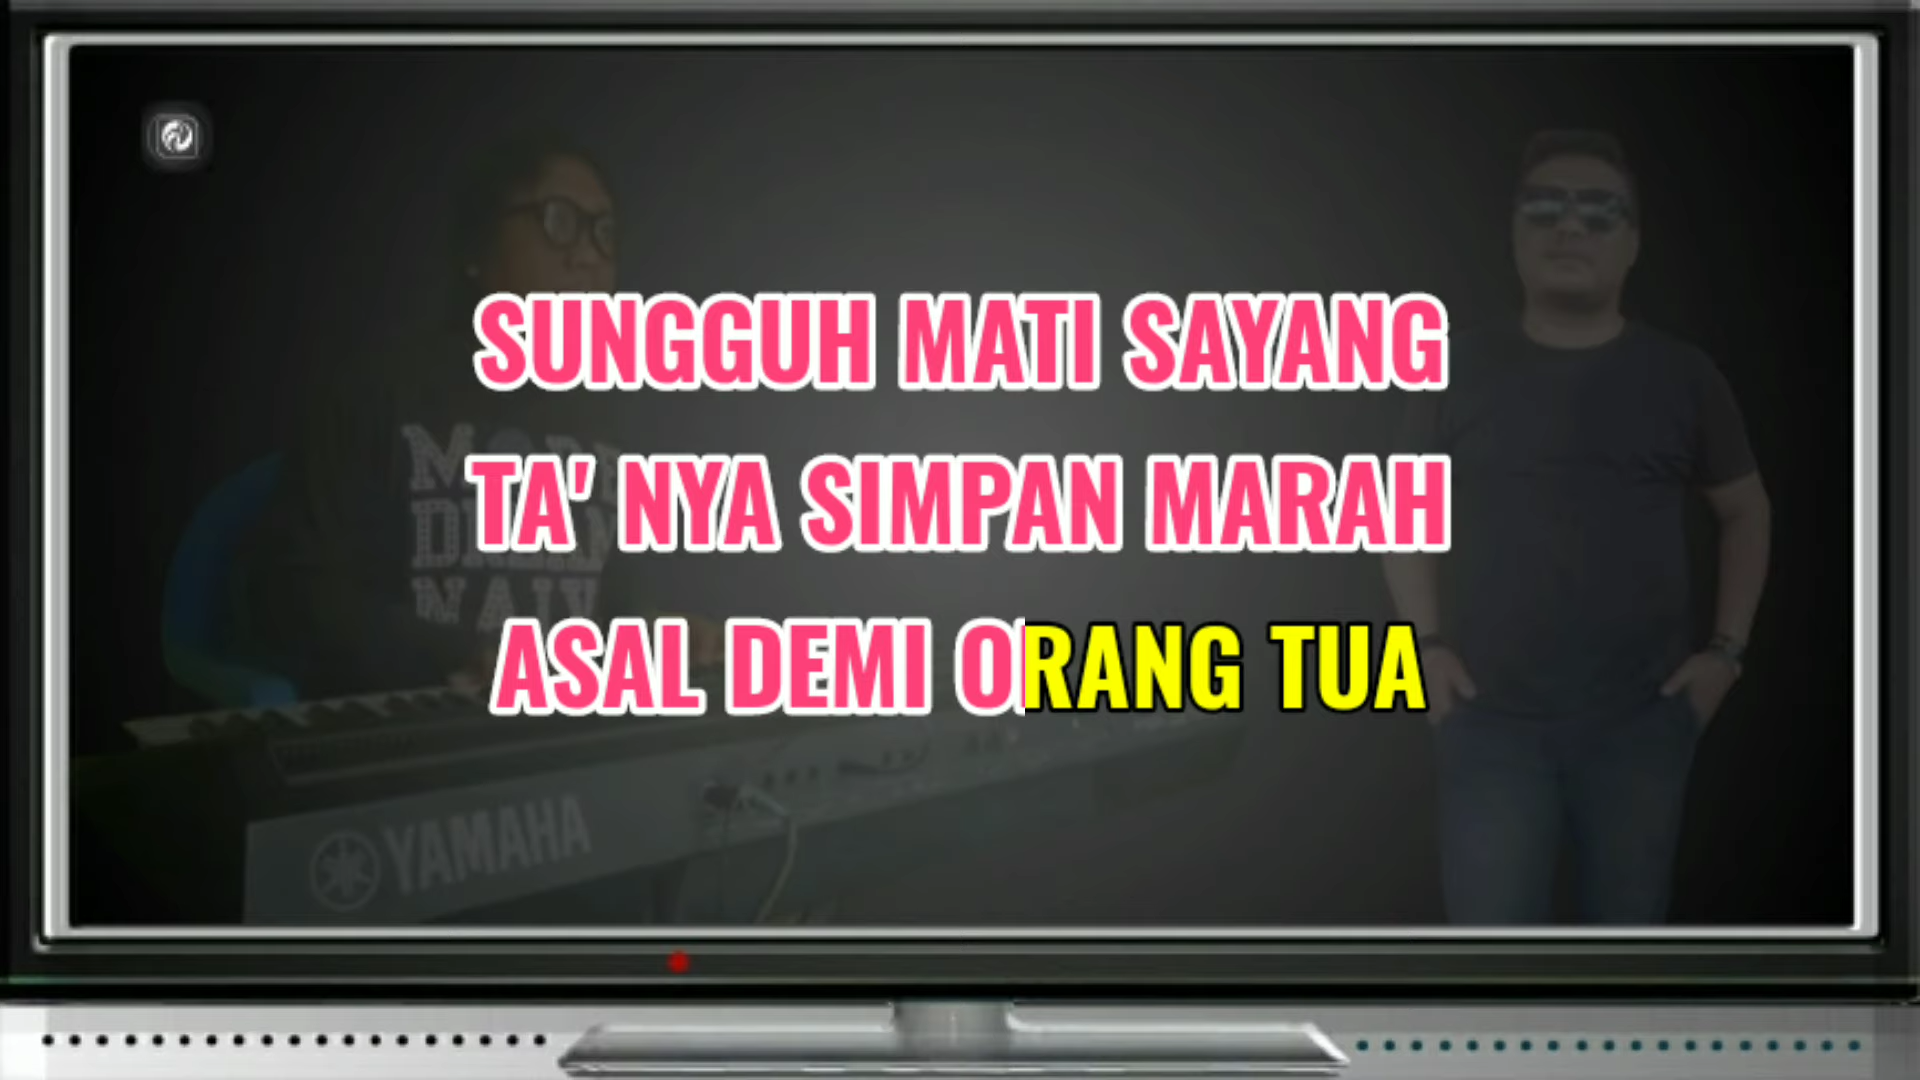 SUNGGUH MATI SAYANG
TA' NYA SIMPAN MARAH
ASAL DEMI ORANG TUA
YAMAHA